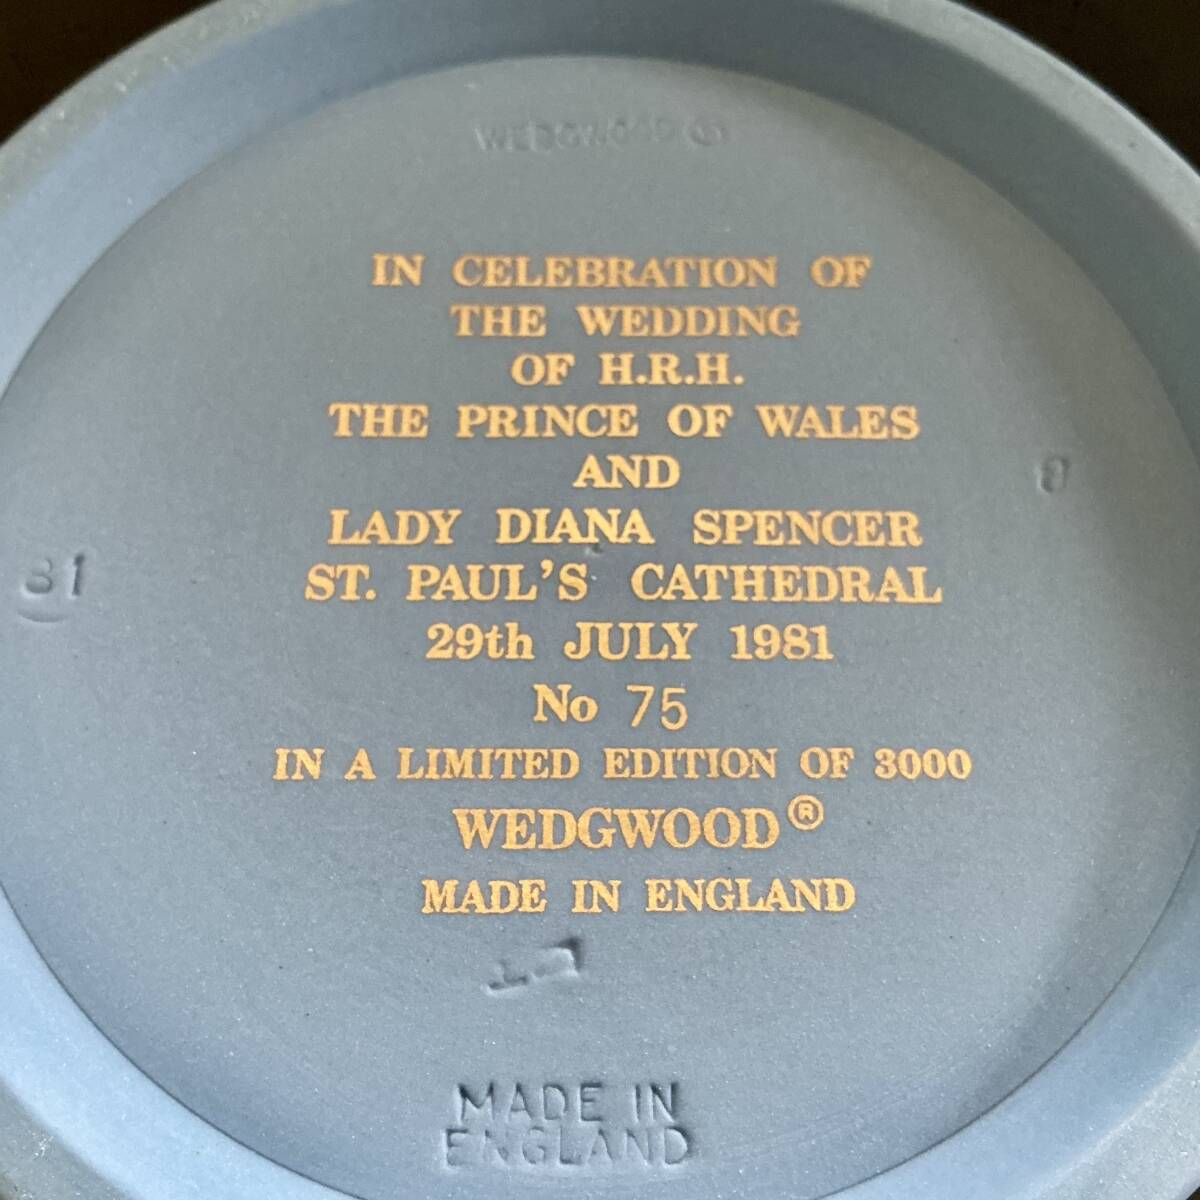 WEDGWOOD
IN CELEBRATION OF
THE WEDDING
OF H.R.H.
THE PRINCE OF WALES
AND
LADY DIANA SPENCER
ST. PAUL'S CATHEDRAL
29th JULY 1981
No 75
IN A LIMITED EDITION OF 3000
WEDGWOOD®
MADE IN ENGLAND
81
MADE IN
ENGLAND